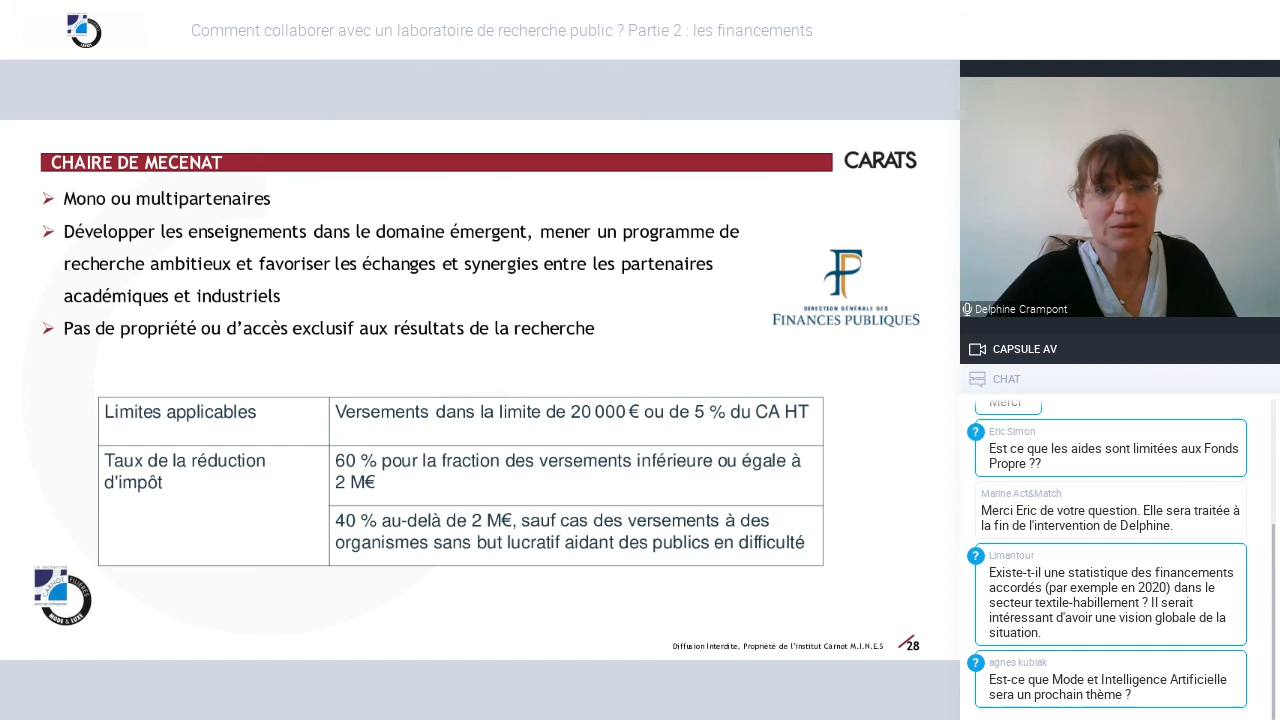 Comment collaborer avec un laboratoire de recherche public ? Partie 2 : les financements
CHAIRE DE MECENAT
CARATS
Mono ou multipartenaires
Développer les enseignements dans le domaine émergent, mener un programme de
recherche ambitieux et favoriser les échanges et synergies entre les partenaires
académiques et industriels
Pas de propriété ou d’accès exclusif aux résultats de la recherche
DIRECTION GÉNÉRALE DES
FINANCES PUBLIQUES
Limites applicables
Versements dans la limite de 20 000 € ou de 5 % du CA HT
Taux de la réduction
d'impôt
60 % pour la fraction des versements inférieure ou égale à
2 M€
40 % au-delà de 2 M€, sauf cas des versements à des
organismes sans but lucratif aidant des publics en difficulté
CARNOT
FILIÈRES
MODE & LUXE
Diffusion Interdite, Propriété de l’institut Carnot M.I.N.E.S
28
Delphine Crampont
CAPSULE AV
CHAT
Merci
Eric Simon
Est ce que les aides sont limitées aux Fonds
Propre ??
Marine Act&Match
Merci Eric de votre question. Elle sera traitée à
la fin de l'intervention de Delphine.
Limantour
Existe-t-il une statistique des financements
accordés (par exemple en 2020) dans le
secteur textile-habillement ? Il serait
intéressant d'avoir une vision globale de la
situation.
agnes kubiak
Est-ce que Mode et Intelligence Artificielle
sera un prochain thème ?